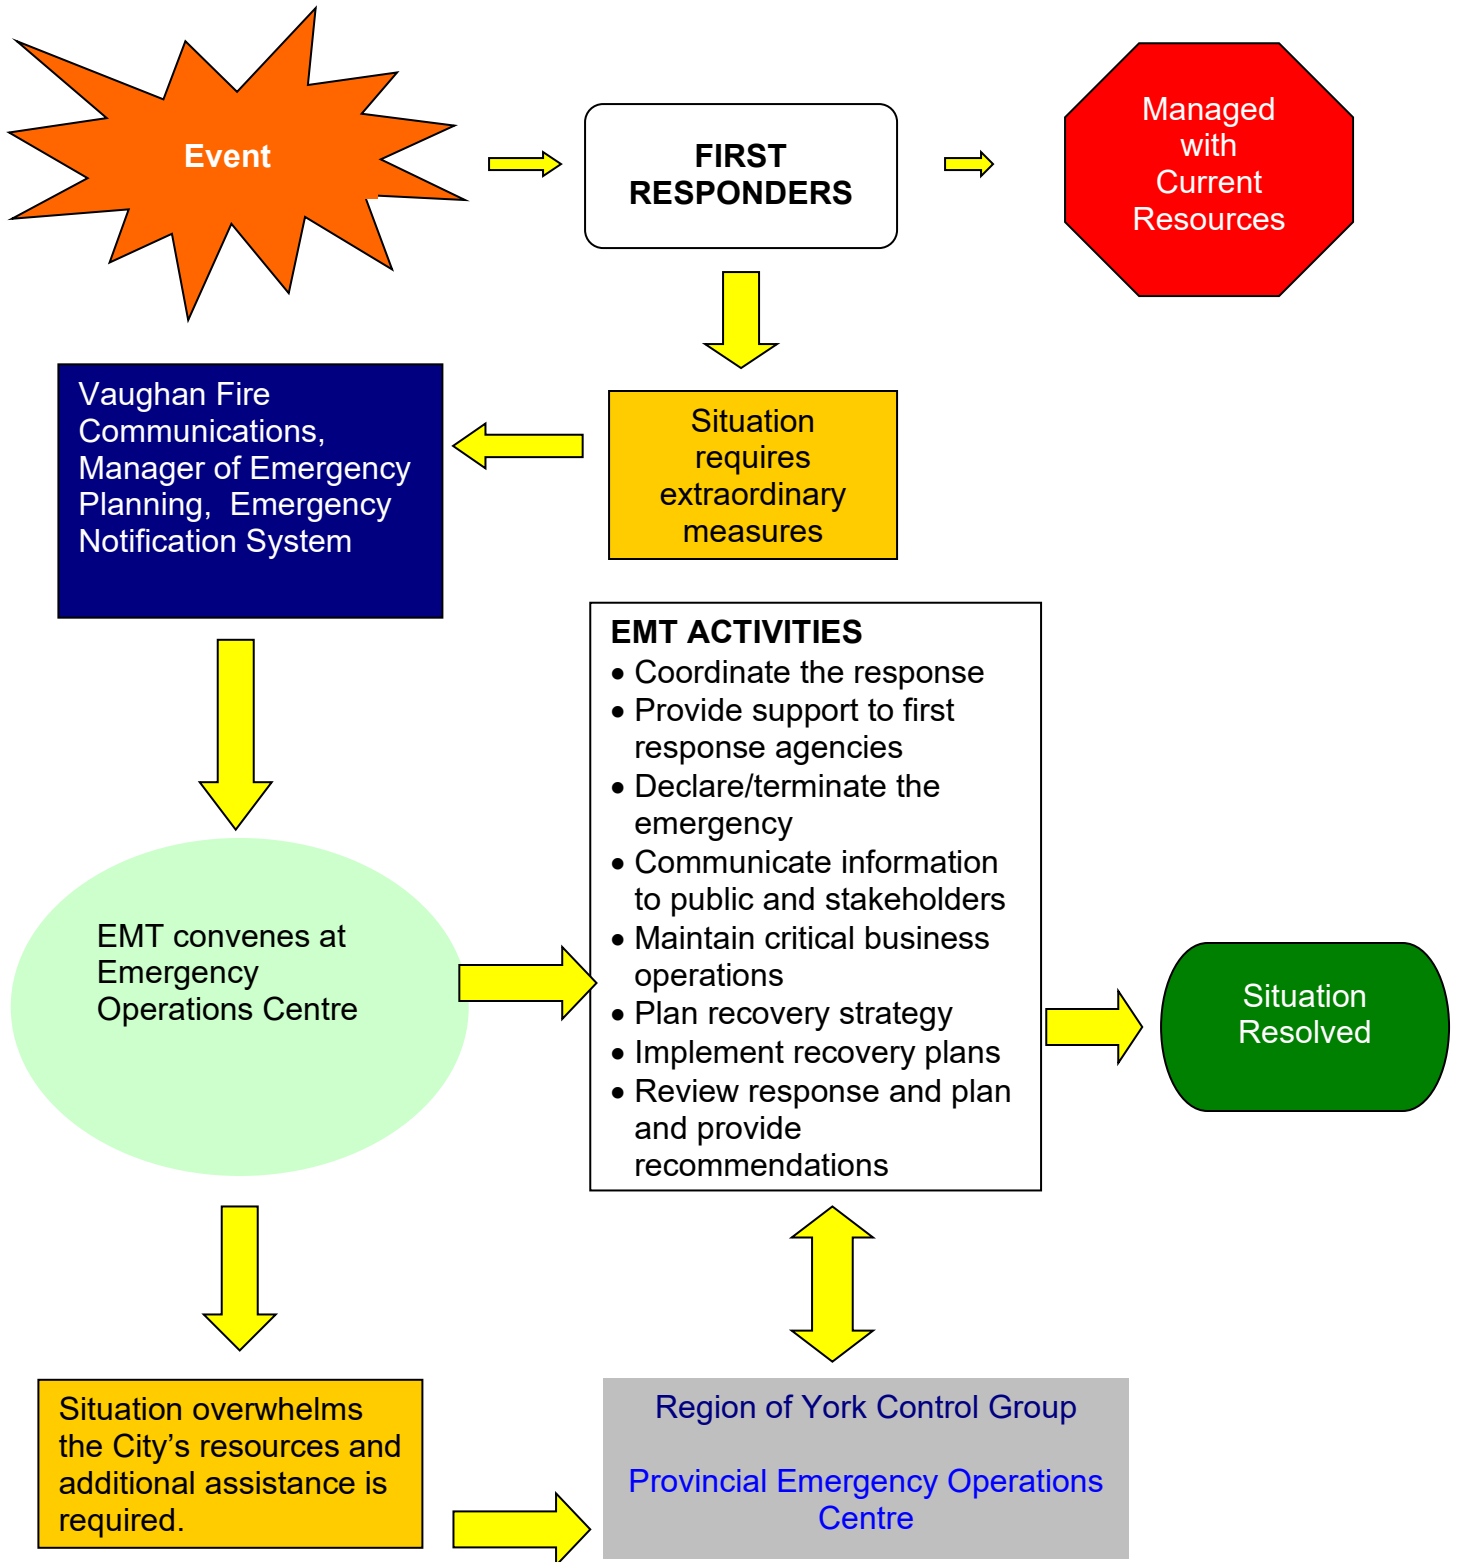 Event
FIRST
RESPONDERS
Managed
with
Current
Resources
Vaughan Fire
Communications,
Manager of Emergency
Planning,  Emergency
Notification System
Situation
requires
extraordinary
measures
EMT ACTIVITIES
• Coordinate the response
• Provide support to first
response agencies
• Declare/terminate the
emergency
• Communicate information
to public and stakeholders
• Maintain critical business
operations
• Plan recovery strategy
• Implement recovery plans
• Review response and plan
and provide
recommendations
EMT convenes at
Emergency
Operations Centre
Situation
Resolved
Situation overwhelms
the City’s resources and
additional assistance is
required.
Region of York Control Group
Provincial Emergency Operations
Centre